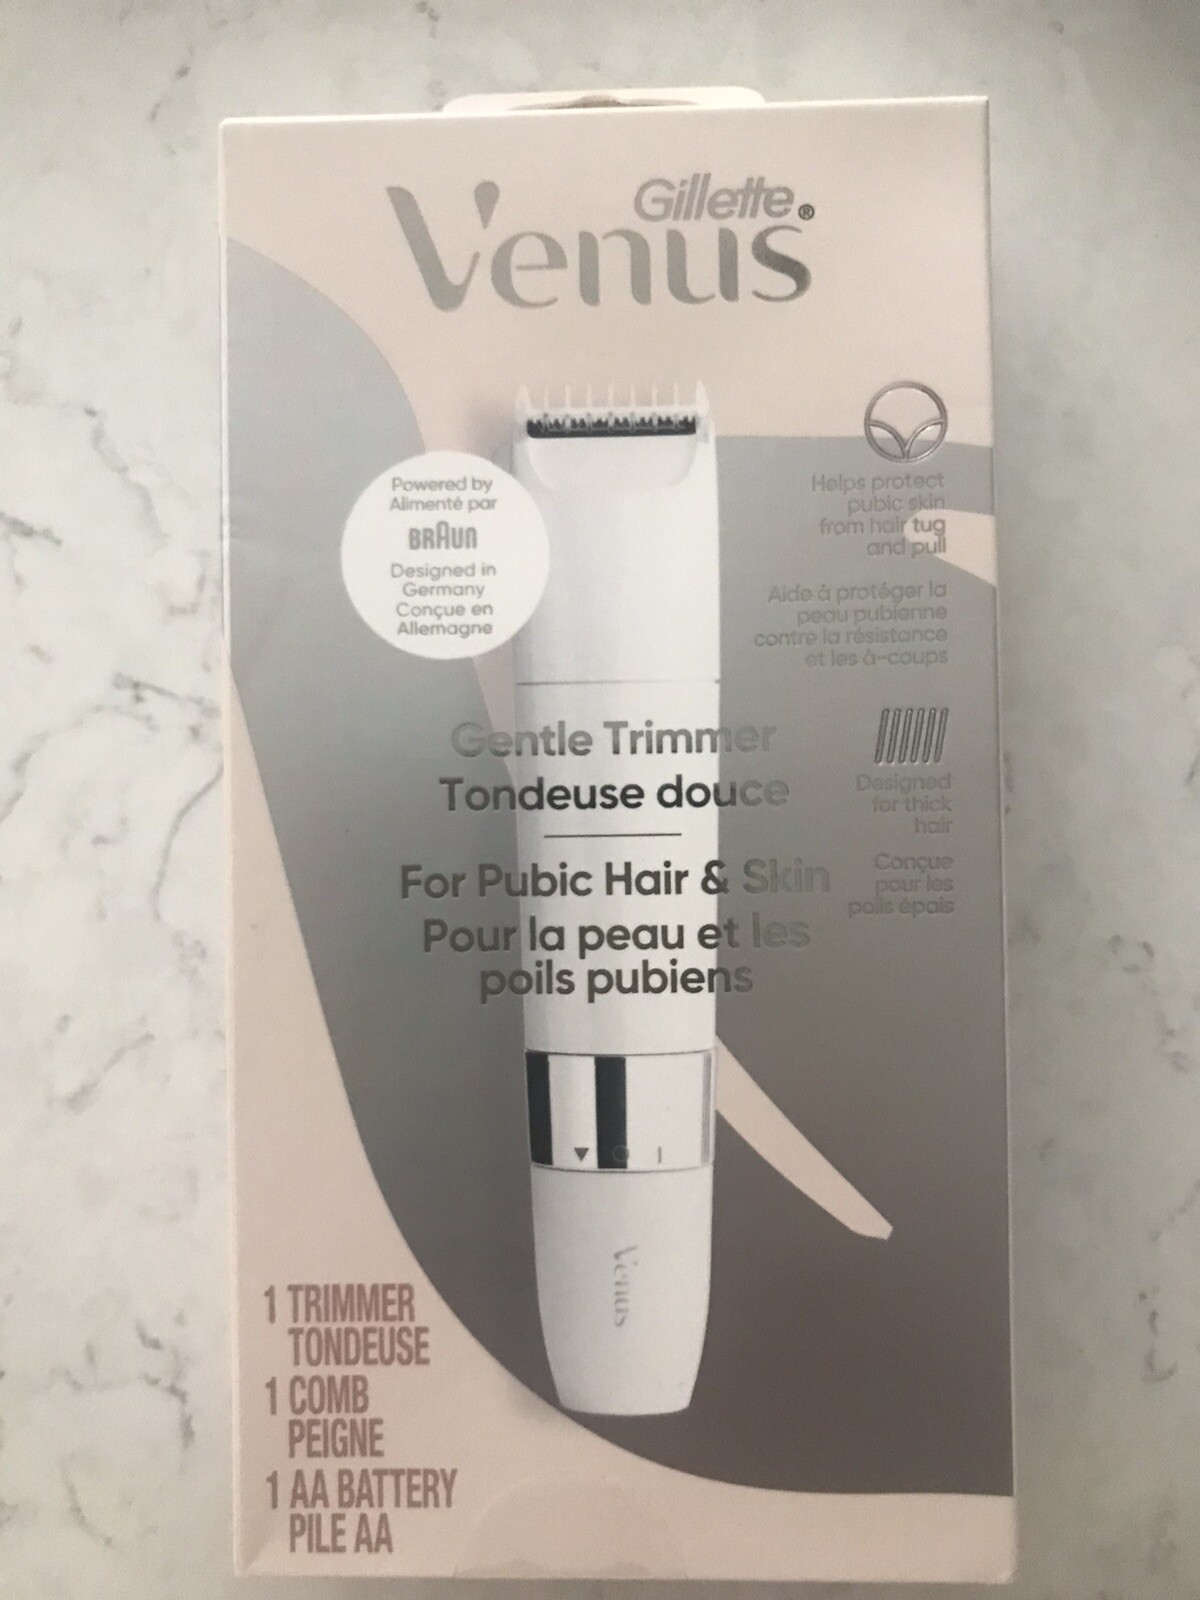 Gillette®
Venus
Powered by
Alimenté par
BRAUN
Designed in
Germany
Conçue en
Allemagne
Helps protect
pubic skin
from hair tug
and pull
Aide à protéger la
peau pubienne
contre la résistance
et les à-coups
Gentle Trimmer
Tondeuse douce
Designed
for thick
hair
Conçue
pour les
poils épais
For Pubic Hair & Skin
Pour la peau et les
poils pubiens
Venus
1 TRIMMER
TONDEUSE
1 COMB
PEIGNE
1 AA BATTERY
PILE AA